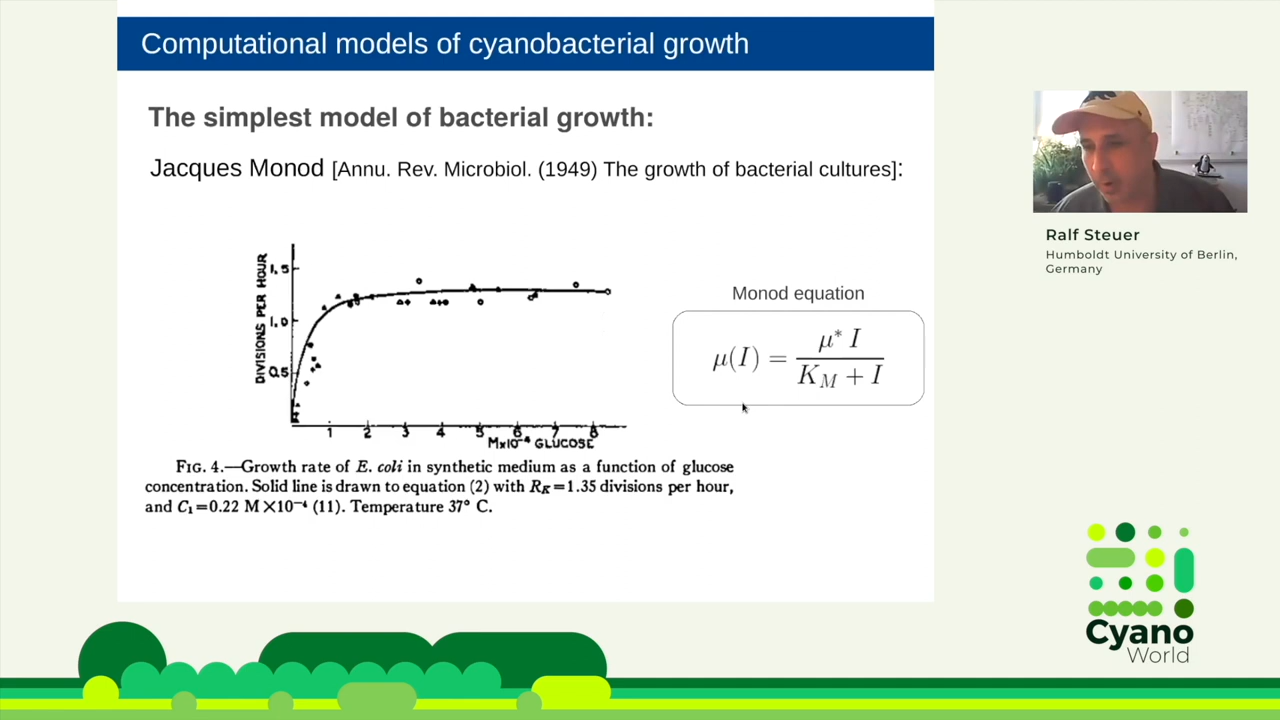 Computational models of cyanobacterial growth
The simplest model of bacterial growth:
Jacques Monod [Annu. Rev. Microbiol. (1949) The growth of bacterial cultures]:
DIVISIONS PER HOUR
1.5
1.0
0.5
1 2 3 4 5 6 7 8
M×10⁻⁴ GLUCOSE
Monod equation
μ(I) = μ* I / (K_M + I)
FIG. 4.—Growth rate of E. coli in synthetic medium as a function of glucose
concentration. Solid line is drawn to equation (2) with R_K=1.35 divisions per hour,
and C₁=0.22 M×10⁻⁴ (11). Temperature 37° C.
Ralf Steuer
Humboldt University of Berlin,
Germany
Cyano
World